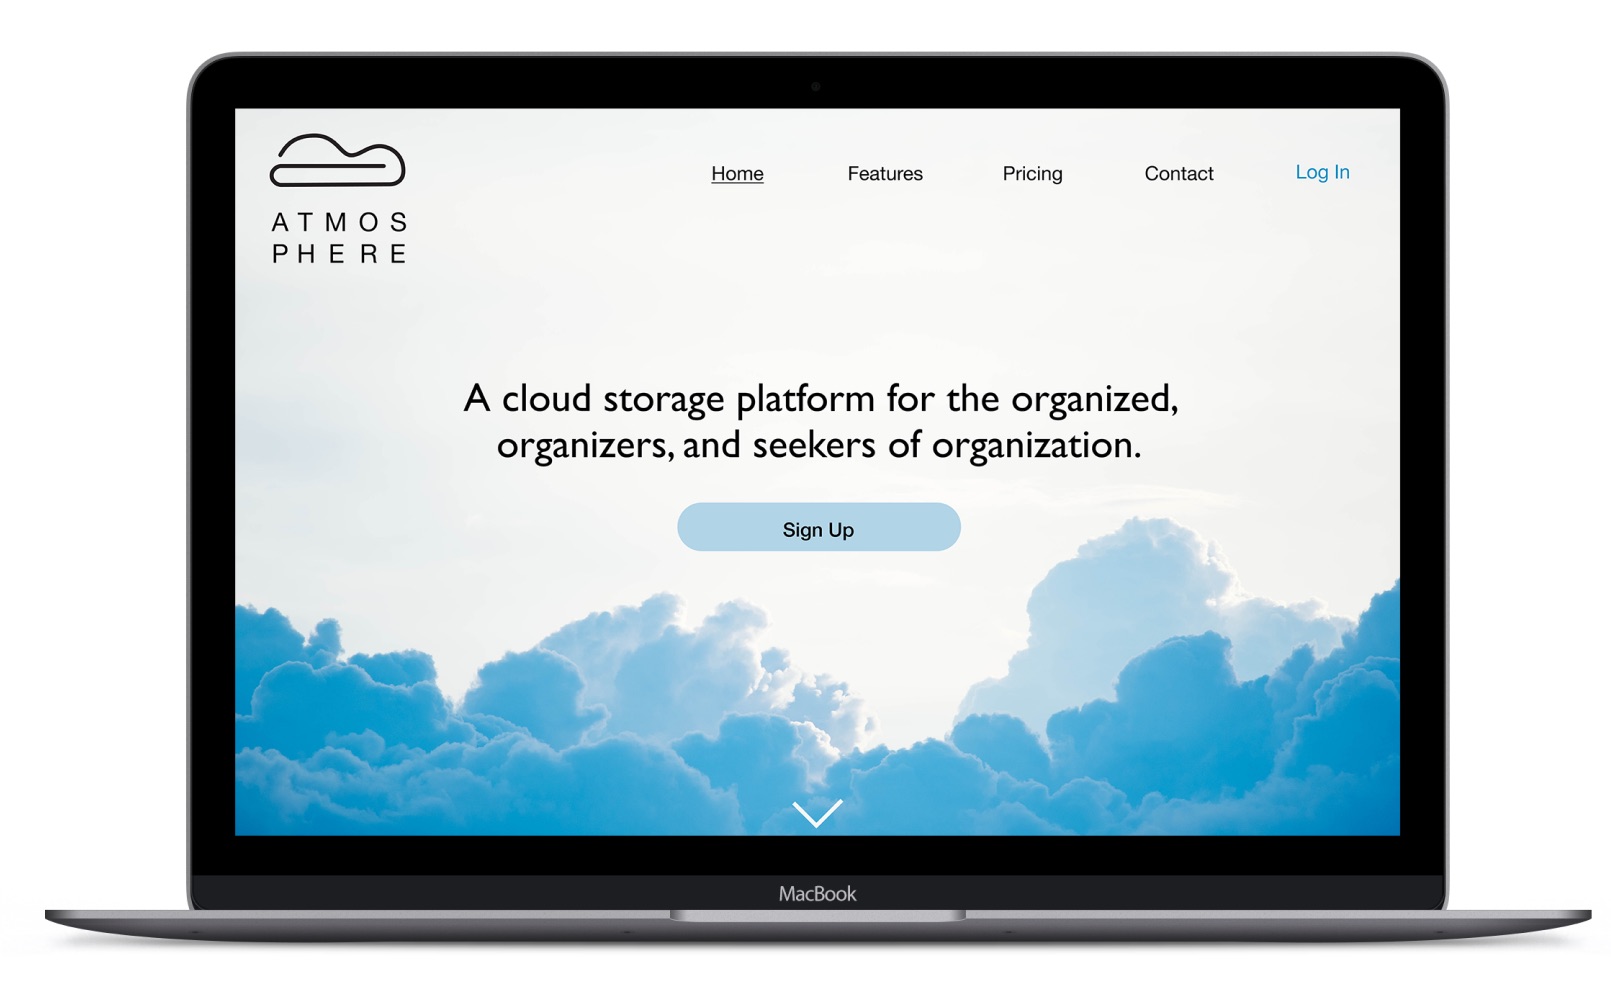 ATMOS
PHERE
Home Features Pricing Contact Log In
A cloud storage platform for the organized,
organizers, and seekers of organization.
Sign Up
MacBook